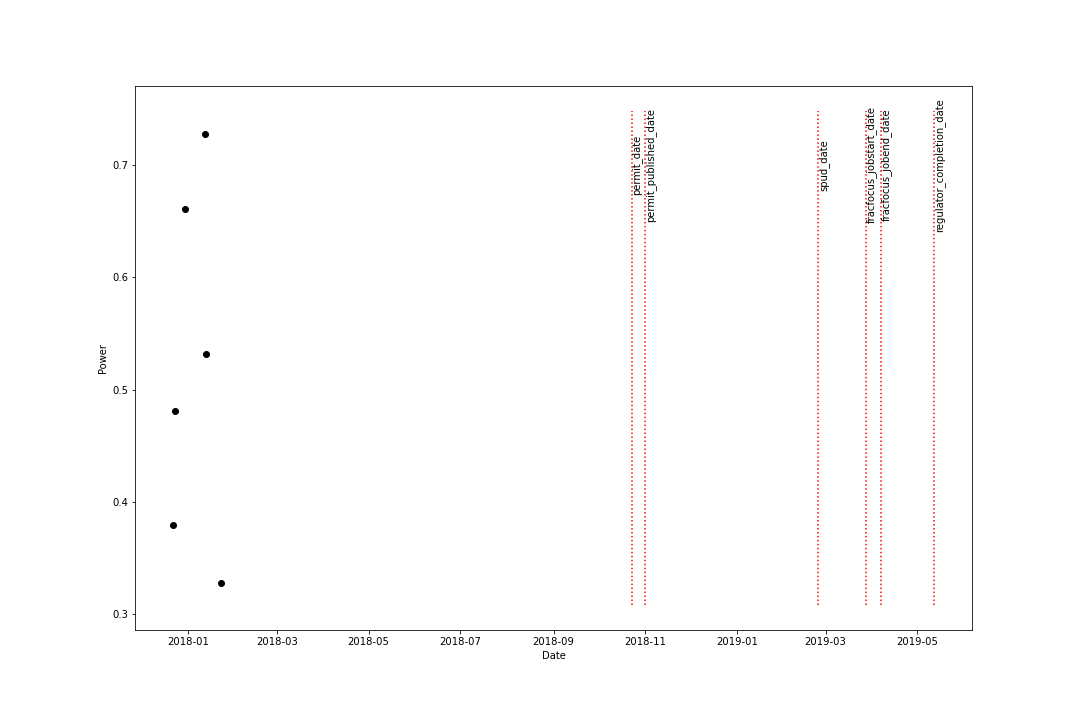 permit_date
permit_published_date
spud_date
fracfocus_jobstart_date
fracfocus_jobend_date
regulator_completion_date
0.7
0.6
0.5
0.4
0.3
Power
2018-01 2018-03 2018-05 2018-07 2018-09 2018-11 2019-01 2019-03 2019-05
Date